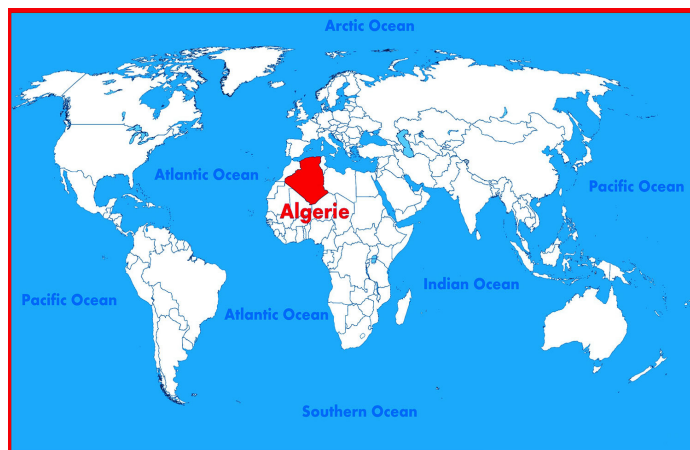 Arctic Ocean
Atlantic Ocean
Pacific Ocean
Algerie
Indian Ocean
Pacific Ocean
Atlantic Ocean
Southern Ocean